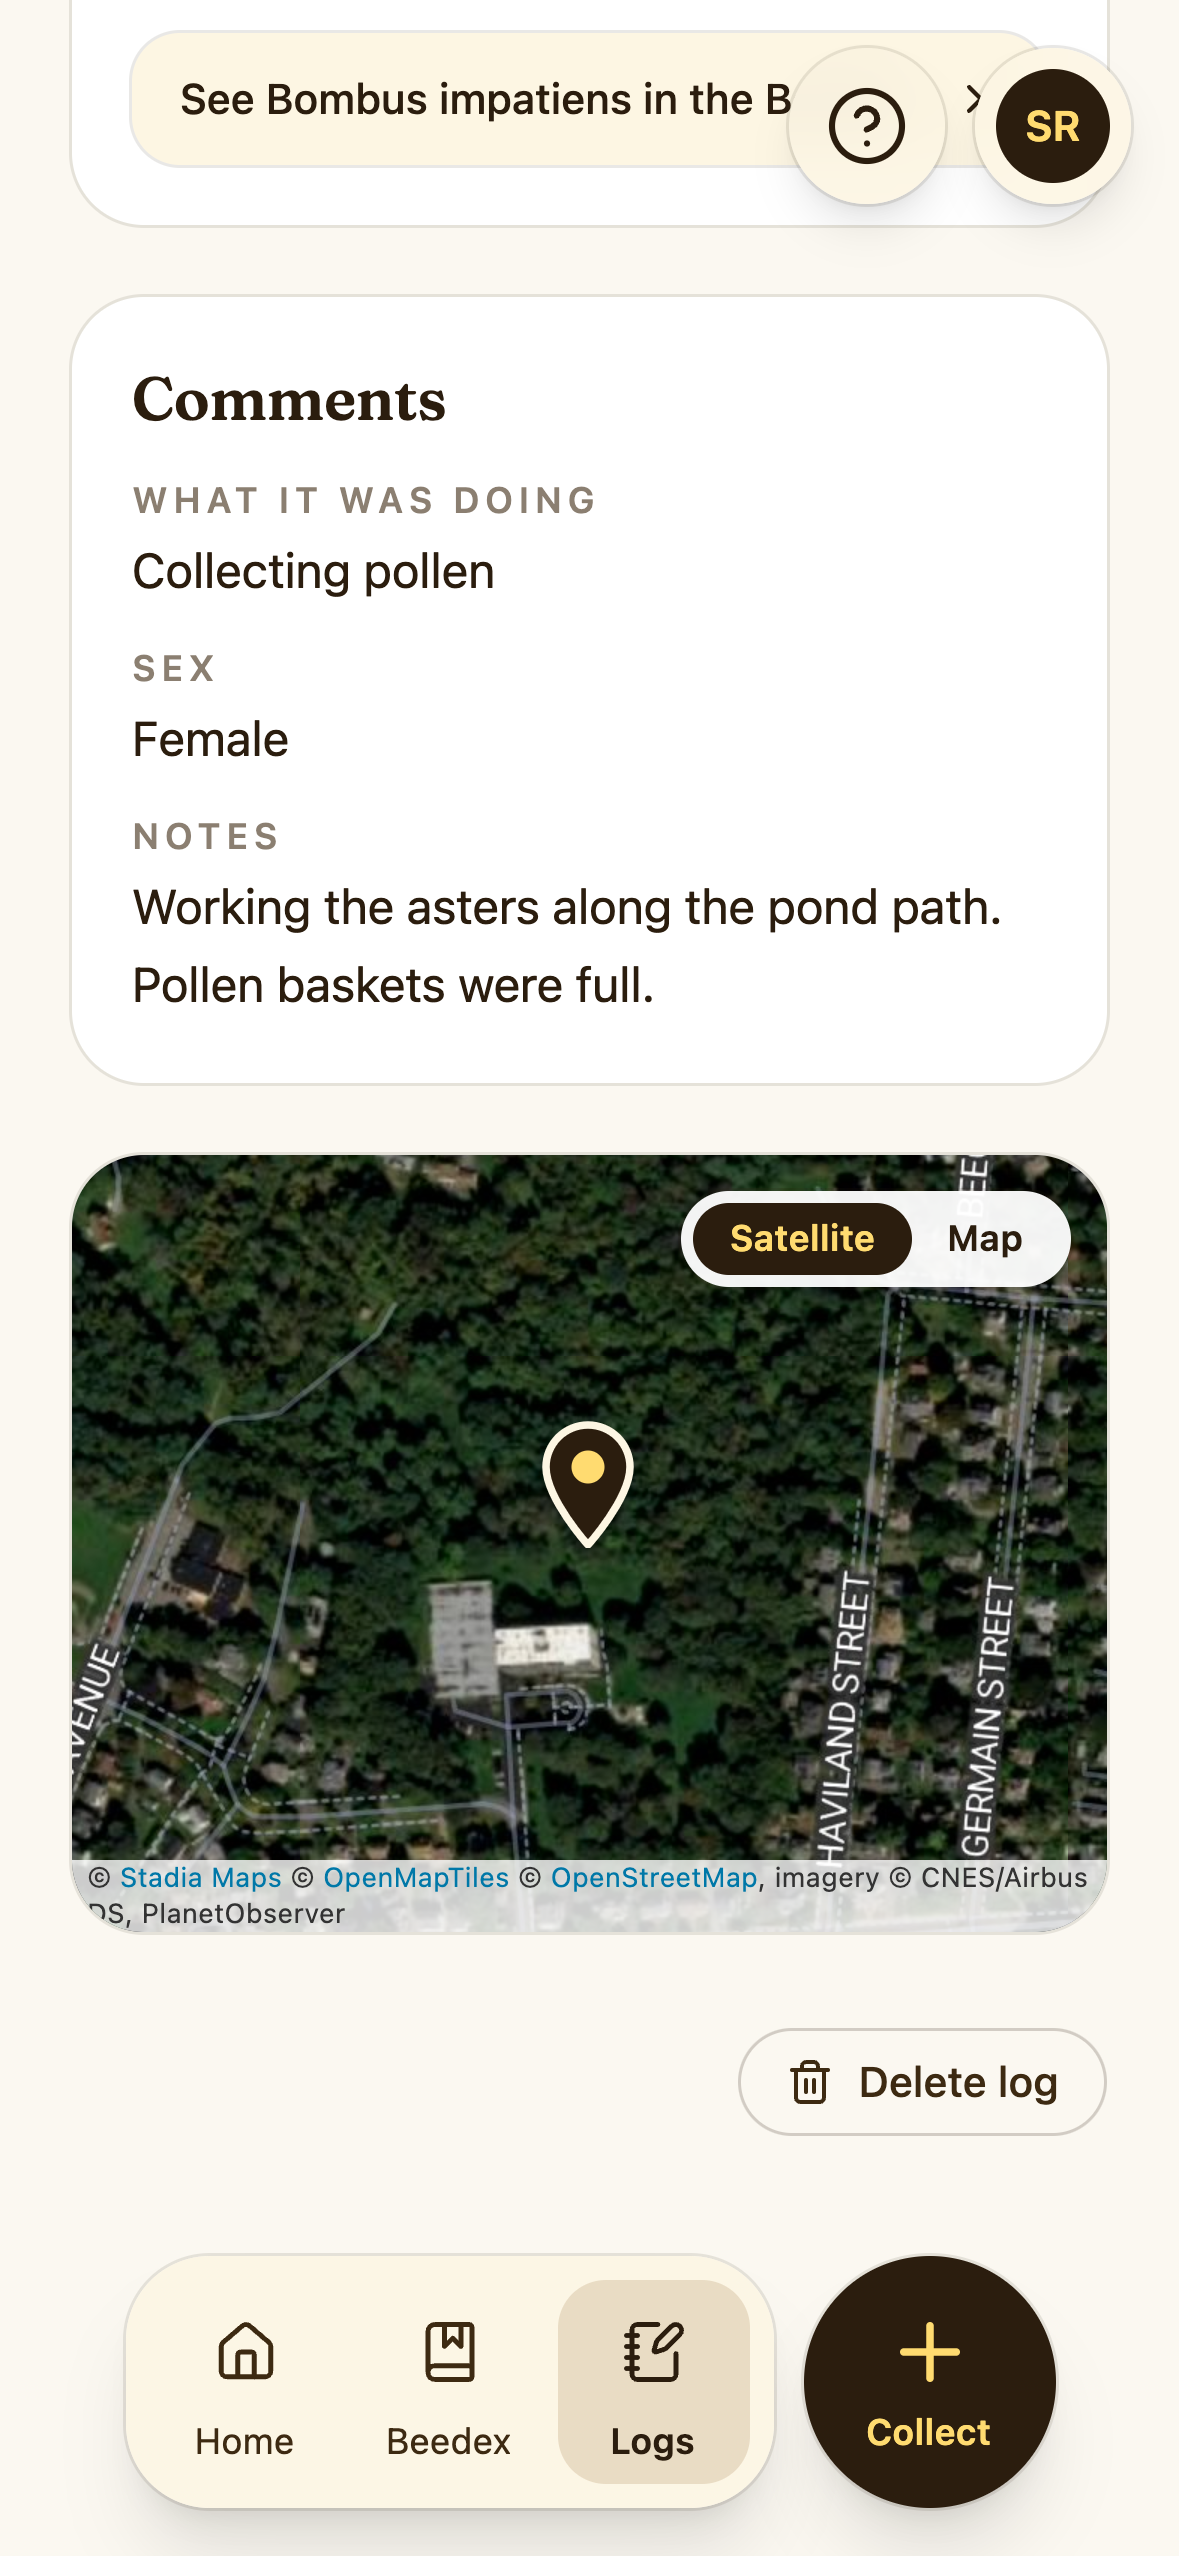 See Bombus impatiens in the B
SR
Comments
WHAT IT WAS DOING
Collecting pollen
SEX
Female
NOTES
Working the asters along the pond path.
Pollen baskets were full.
Satellite
Map
HAVILAND STREET
GERMAIN STREET
© Stadia Maps © OpenMapTiles © OpenStreetMap, imagery © CNES/Airbus
DS, PlanetObserver
Delete log
Home
Beedex
Logs
Collect